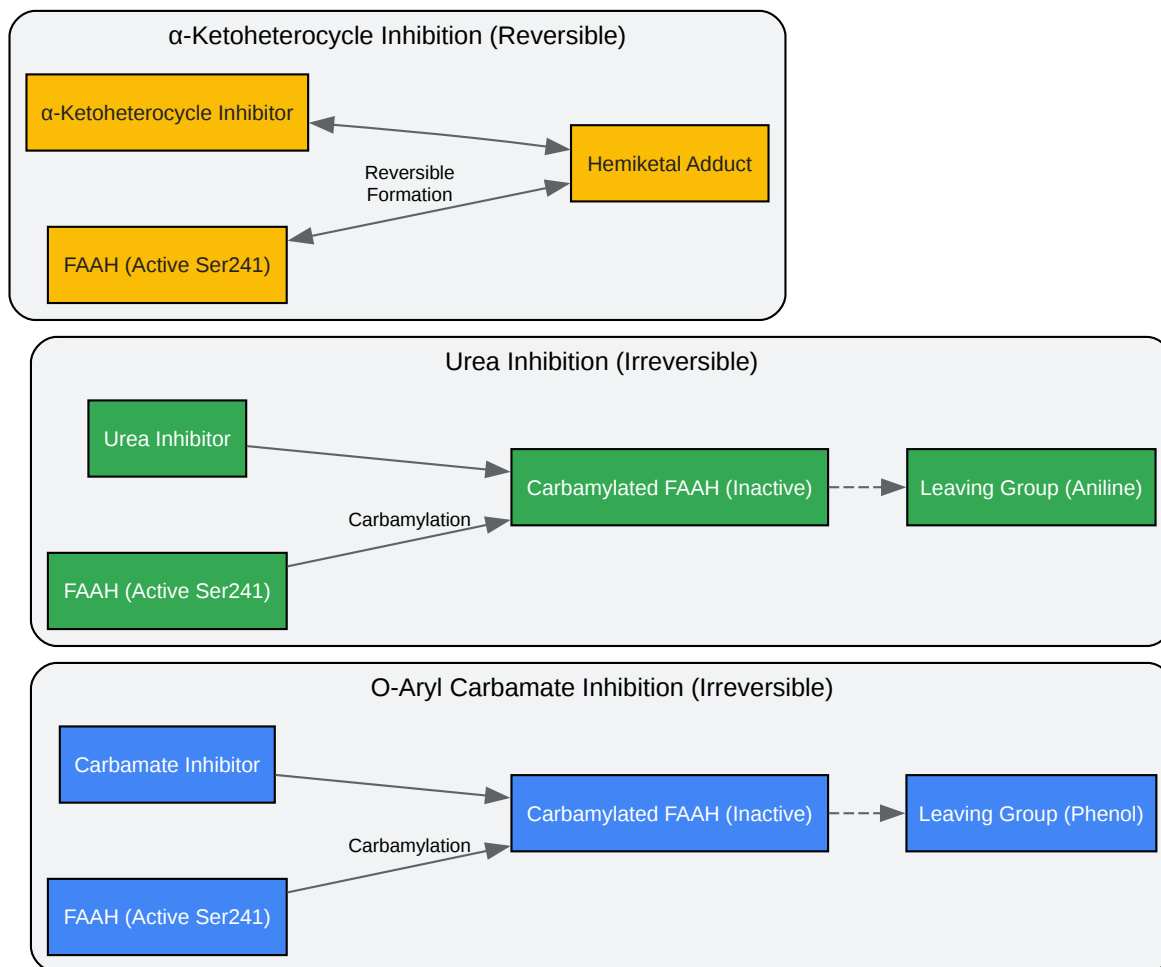 α-Ketoheterocycle Inhibition (Reversible)
α-Ketoheterocycle Inhibitor
Hemiketal Adduct
Reversible
Formation
FAAH (Active Ser241)
Urea Inhibition (Irreversible)
Urea Inhibitor
Carbamylated FAAH (Inactive)
Leaving Group (Aniline)
Carbamylation
FAAH (Active Ser241)
O-Aryl Carbamate Inhibition (Irreversible)
Carbamate Inhibitor
Carbamylated FAAH (Inactive)
Leaving Group (Phenol)
Carbamylation
FAAH (Active Ser241)